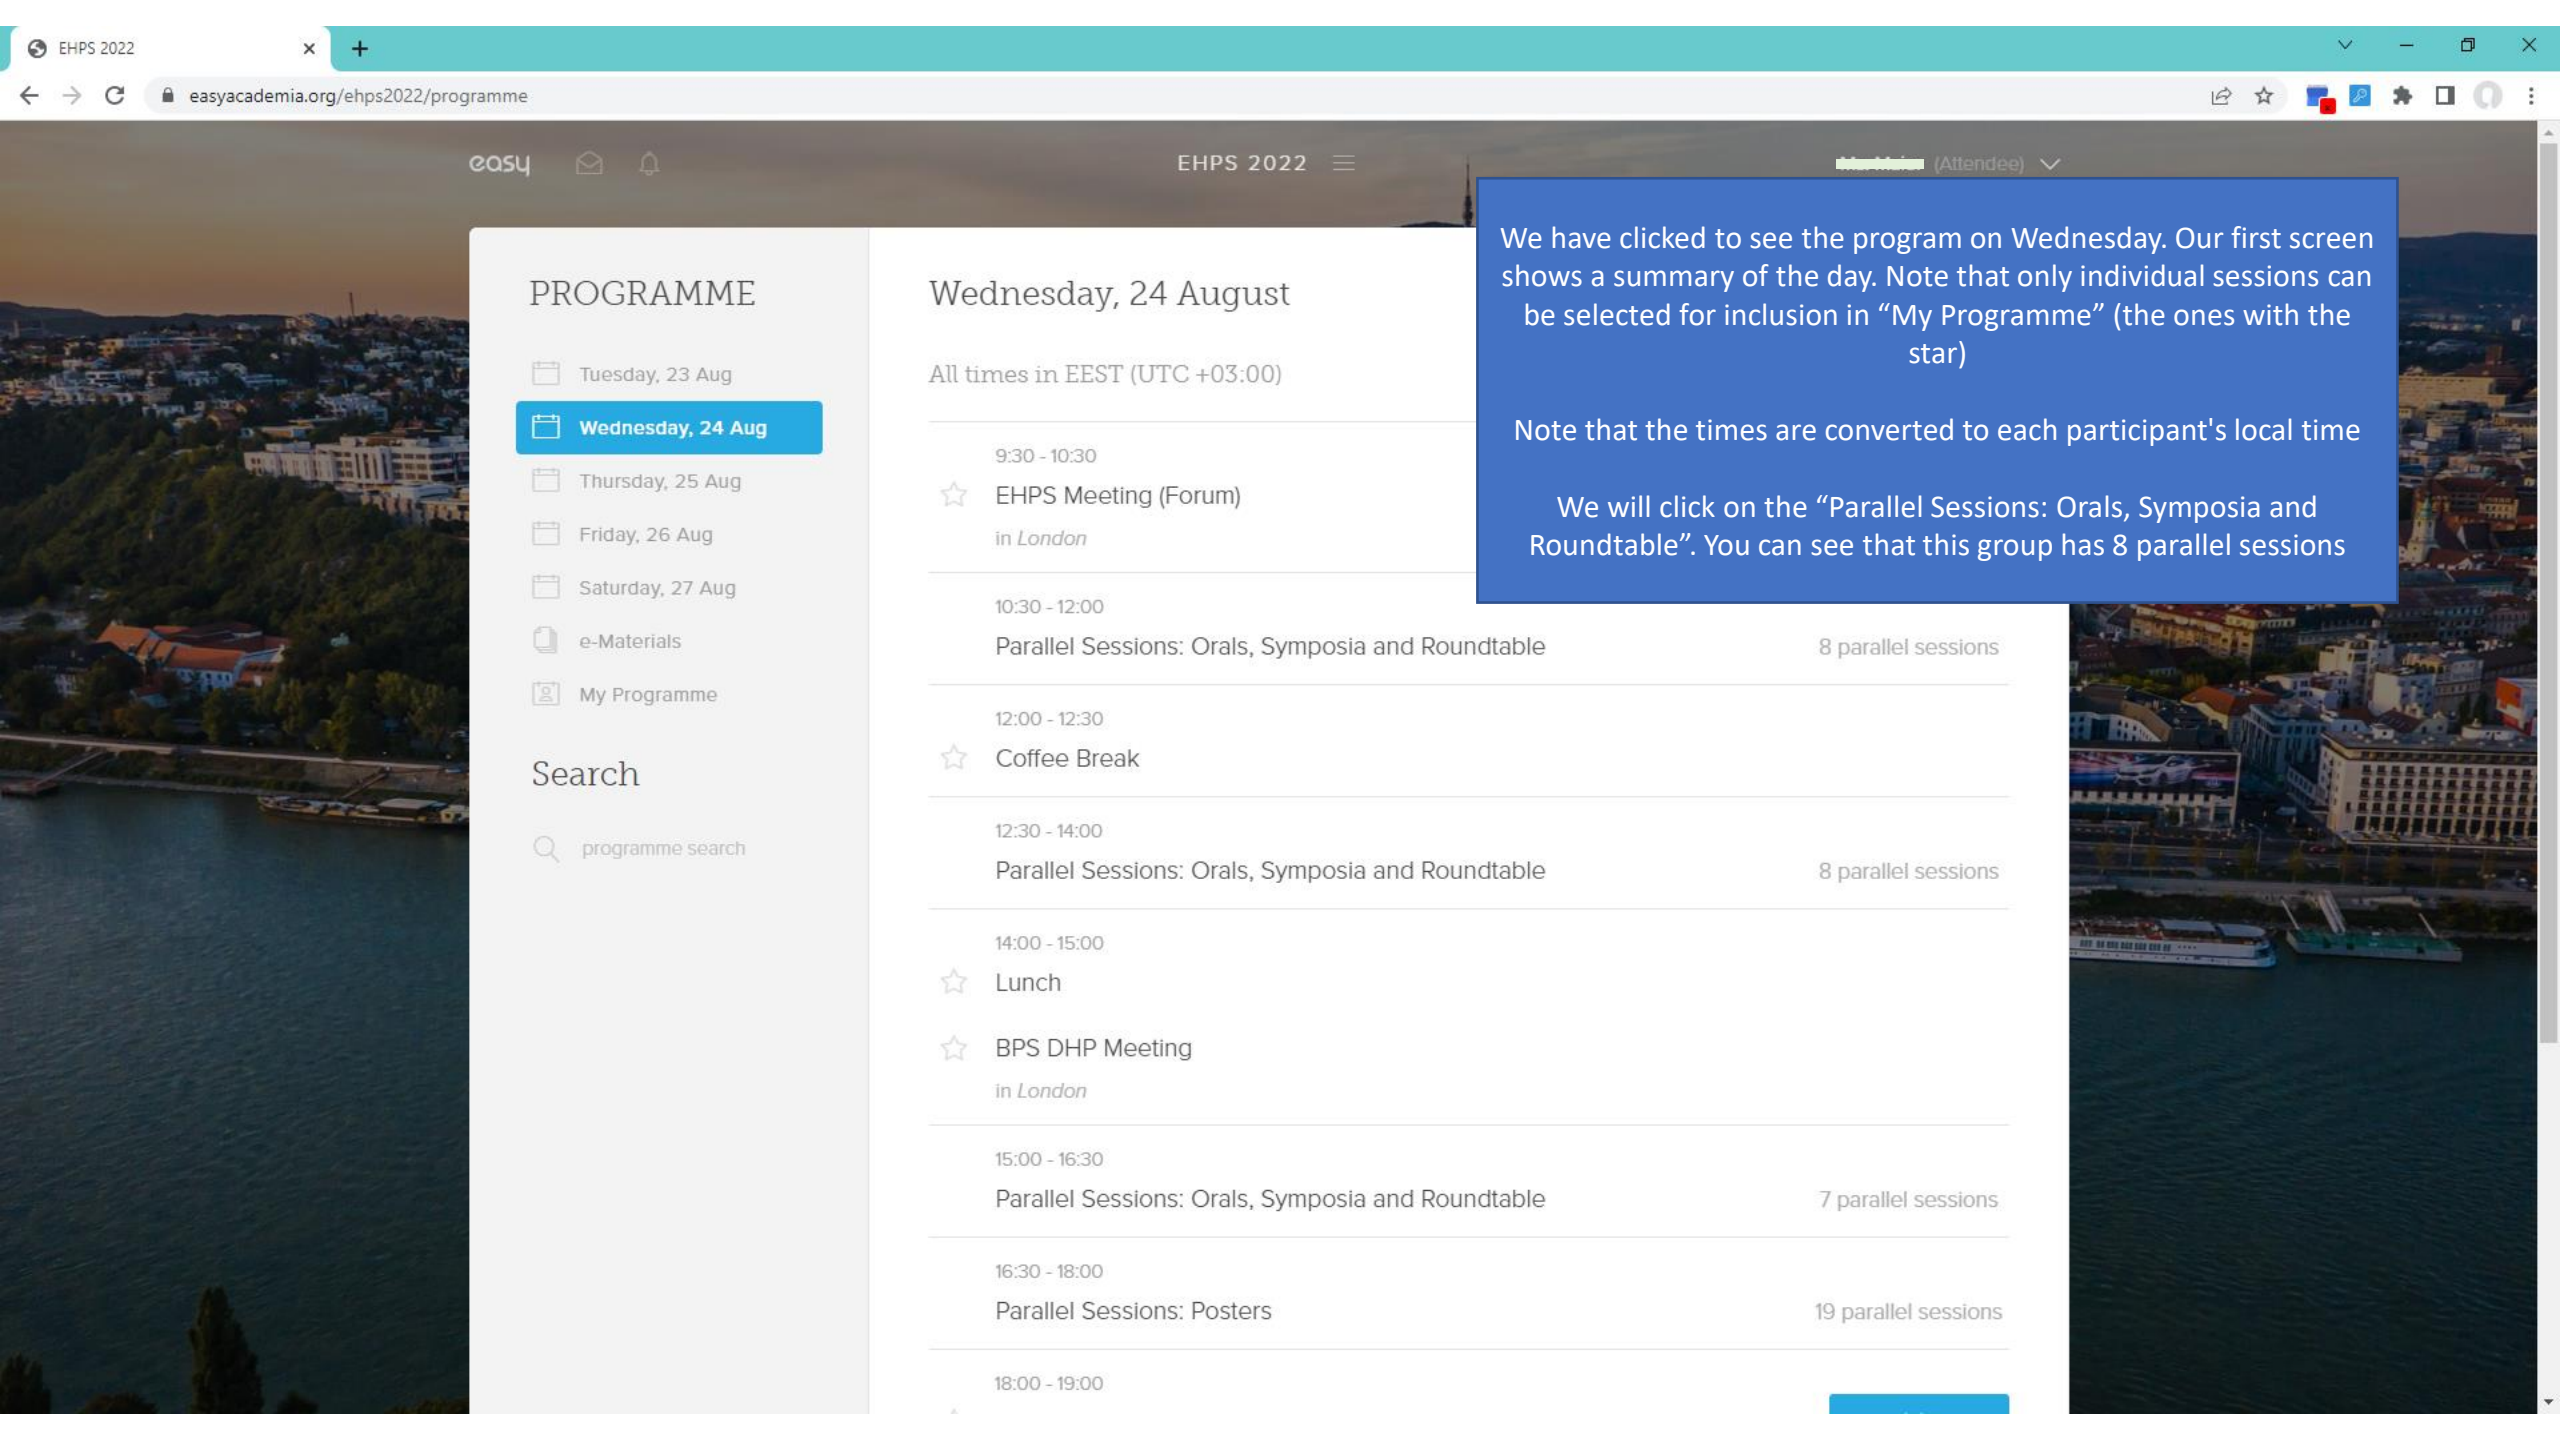 EHPS 2022
easyacademia.org/ehps2022/programme
easy
EHPS 2022
(Attendee)
We have clicked to see the program on Wednesday. Our first screen
shows a summary of the day. Note that only individual sessions can
be selected for inclusion in “My Programme” (the ones with the
star)
Note that the times are converted to each participant's local time
We will click on the “Parallel Sessions: Orals, Symposia and
Roundtable”. You can see that this group has 8 parallel sessions
PROGRAMME
Tuesday, 23 Aug
Wednesday, 24 Aug
Thursday, 25 Aug
Friday, 26 Aug
Saturday, 27 Aug
e-Materials
My Programme
Search
programme search
Wednesday, 24 August
All times in EEST (UTC +03:00)
9:30 - 10:30
EHPS Meeting (Forum)
in London
10:30 - 12:00
Parallel Sessions: Orals, Symposia and Roundtable
8 parallel sessions
12:00 - 12:30
Coffee Break
12:30 - 14:00
Parallel Sessions: Orals, Symposia and Roundtable
8 parallel sessions
14:00 - 15:00
Lunch
BPS DHP Meeting
in London
15:00 - 16:30
Parallel Sessions: Orals, Symposia and Roundtable
7 parallel sessions
16:30 - 18:00
Parallel Sessions: Posters
19 parallel sessions
18:00 - 19:00